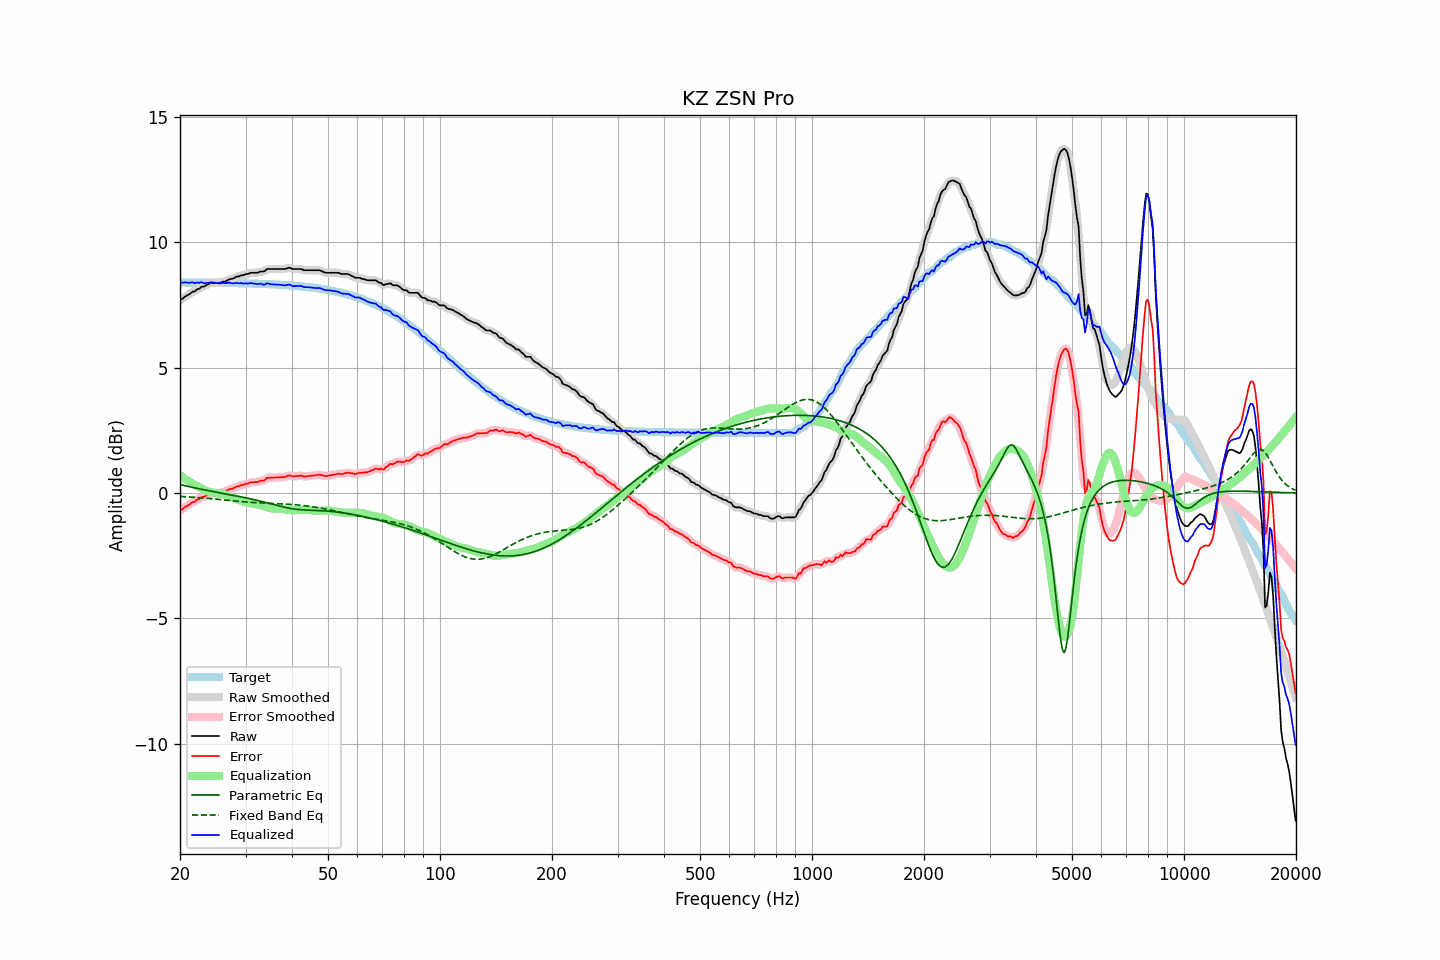 KZ ZSN Pro
Amplitude (dBr)
15
10
5
0
−5
−10
Target
Raw Smoothed
Error Smoothed
Raw
Error
Equalization
Parametric Eq
Fixed Band Eq
Equalized
20 50 100 200 500 1000 2000 5000 10000 20000
Frequency (Hz)